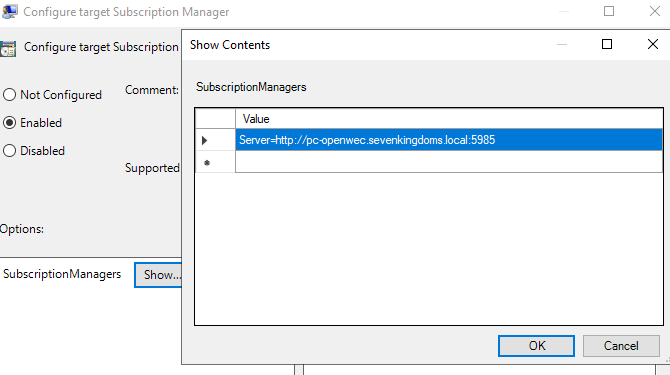 Configure target Subscription Manager
Configure target Subscription
Show Contents
Not Configured
Comment:
Enabled
Disabled
Supported
Options:
SubscriptionManagers
Show...
SubscriptionManagers
Value
Server=http://pc-openwec.sevenkingdoms.local:5985
OK
Cancel